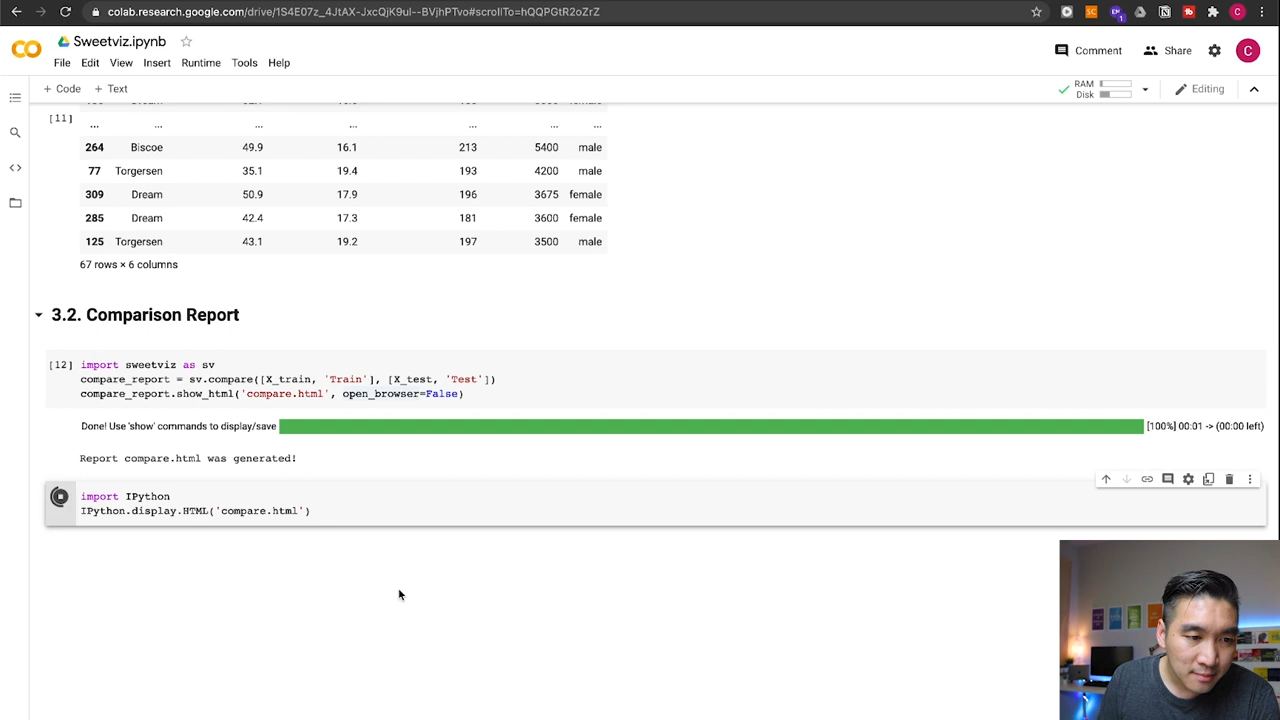 colab.research.google.com/drive/1S4E07z_4JtAX-JxcQjK9ul--BVjhPTvo#scrollTo=hQQPGtR2oZrZ
Sweetviz.ipynb
File Edit View Insert Runtime Tools Help
Comment Share C
+ Code + Text
RAM
Disk
Editing
[11]
... ... ... ... ... ... ...
264 Biscoe 49.9 16.1 213 5400 male
77 Torgersen 35.1 19.4 193 4200 male
309 Dream 50.9 17.9 196 3675 female
285 Dream 42.4 17.3 181 3600 female
125 Torgersen 43.1 19.2 197 3500 male
67 rows × 6 columns
3.2. Comparison Report
[12] import sweetviz as sv
compare_report = sv.compare([X_train, 'Train'], [X_test, 'Test'])
compare_report.show_html('compare.html', open_browser=False)
Done! Use 'show' commands to display/save [100%] 00:01 -> (00:00 left)
Report compare.html was generated!
import IPython
IPython.display.HTML('compare.html')